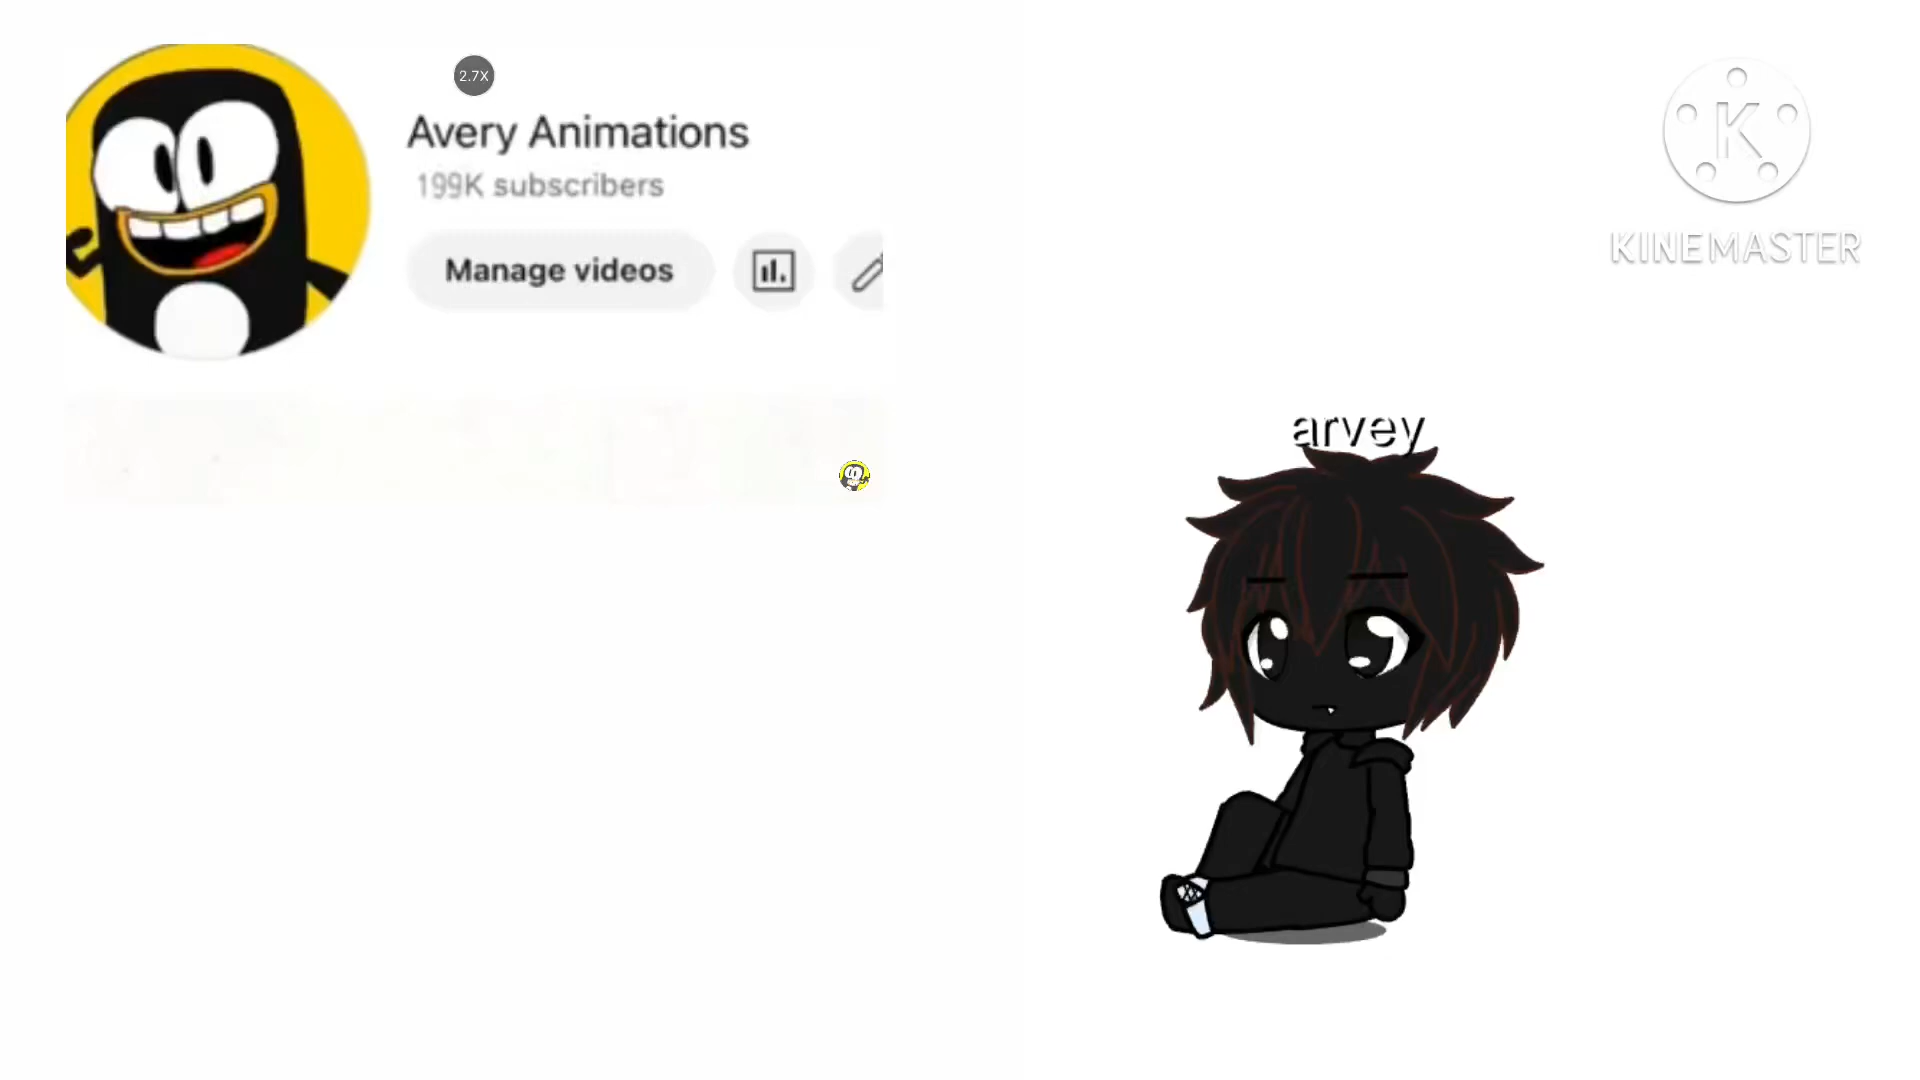 2.7X
Avery Animations
199K subscribers
Manage videos
K
KINEMASTER
arvey